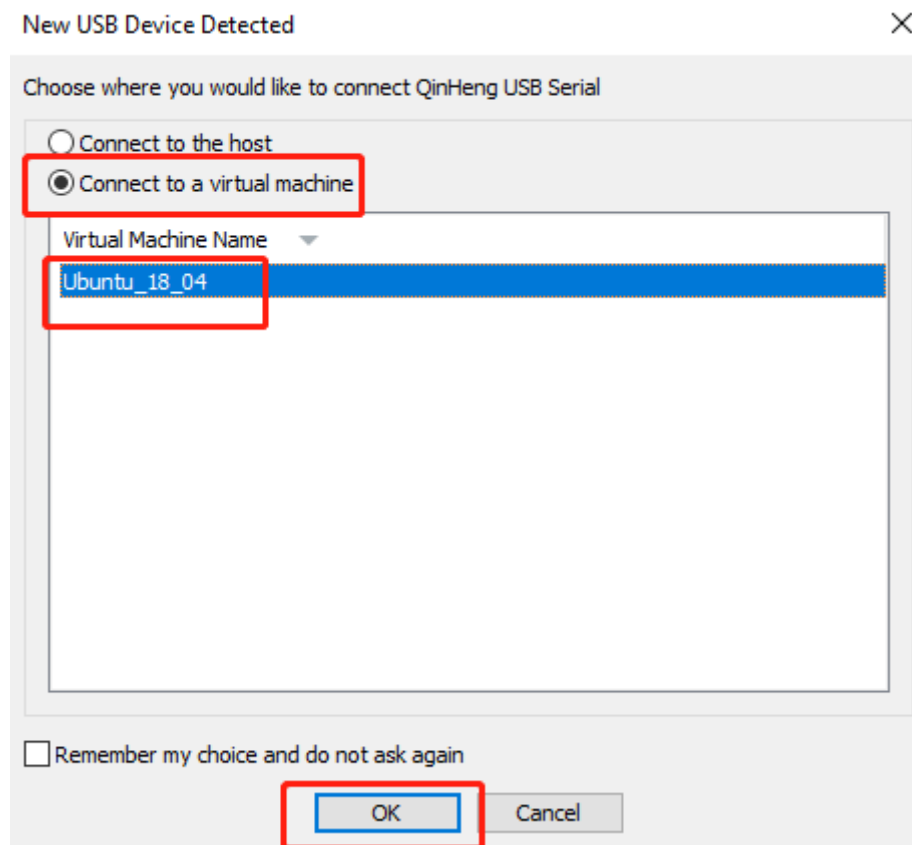 New USB Device Detected
Choose where you would like to connect QinHeng USB Serial
Connect to the host
Connect to a virtual machine
Virtual Machine Name
Ubuntu_18_04
Remember my choice and do not ask again
OK Cancel